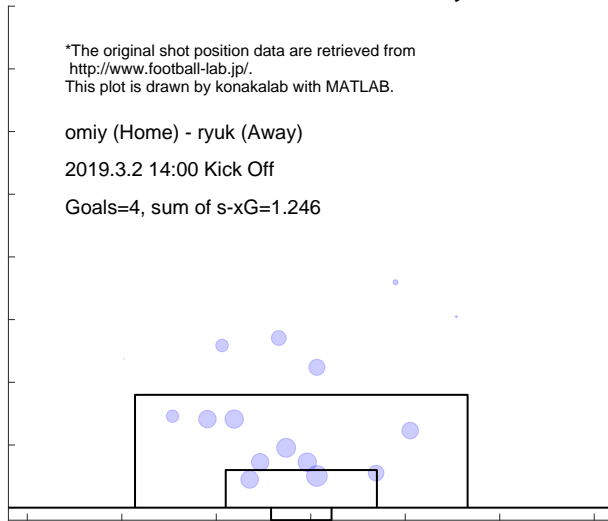 *The original shot position data are retrieved from
http://www.football-lab.jp/.
This plot is drawn by konakalab with MATLAB.
omiy (Home) - ryuk (Away)
2019.3.2 14:00 Kick Off
Goals=4, sum of s-xG=1.246